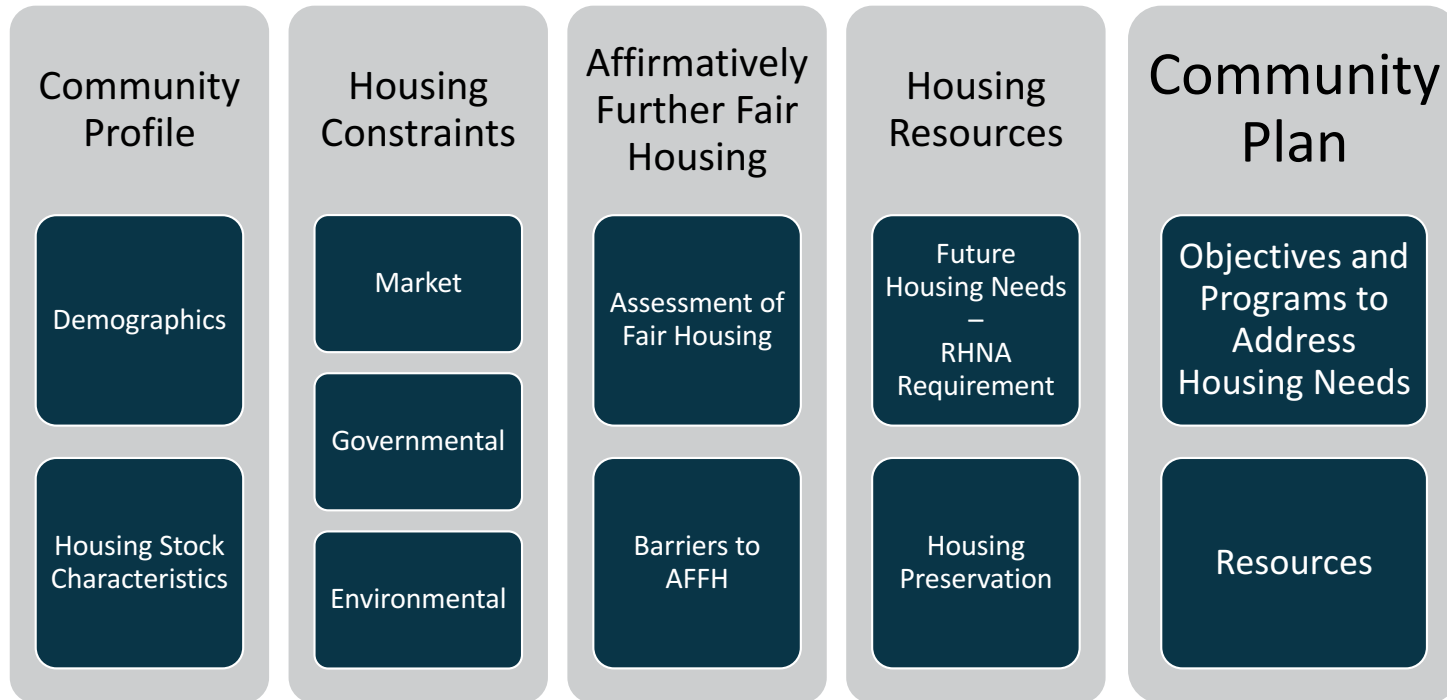 Community
Profile
Demographics
Housing Stock
Characteristics
Housing
Constraints
Market
Governmental
Environmental
Affirmatively
Further Fair
Housing
Assessment of
Fair Housing
Barriers to
AFFH
Housing
Resources
Future
Housing Needs
–
RHNA
Requirement
Housing
Preservation
Community
Plan
Objectives and
Programs to
Address
Housing Needs
Resources